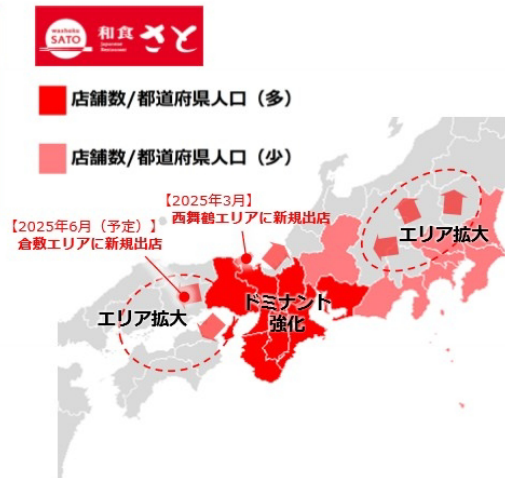 washoku
SATO
和食 さと
Japanese
Restaurant
店舗数/都道府県人口（多）
店舗数/都道府県人口（少）
【2025年3月】
西舞鶴エリアに新規出店
【2025年6月（予定）】
倉敷エリアに新規出店
エリア拡大
エリア拡大
ドミナント
強化